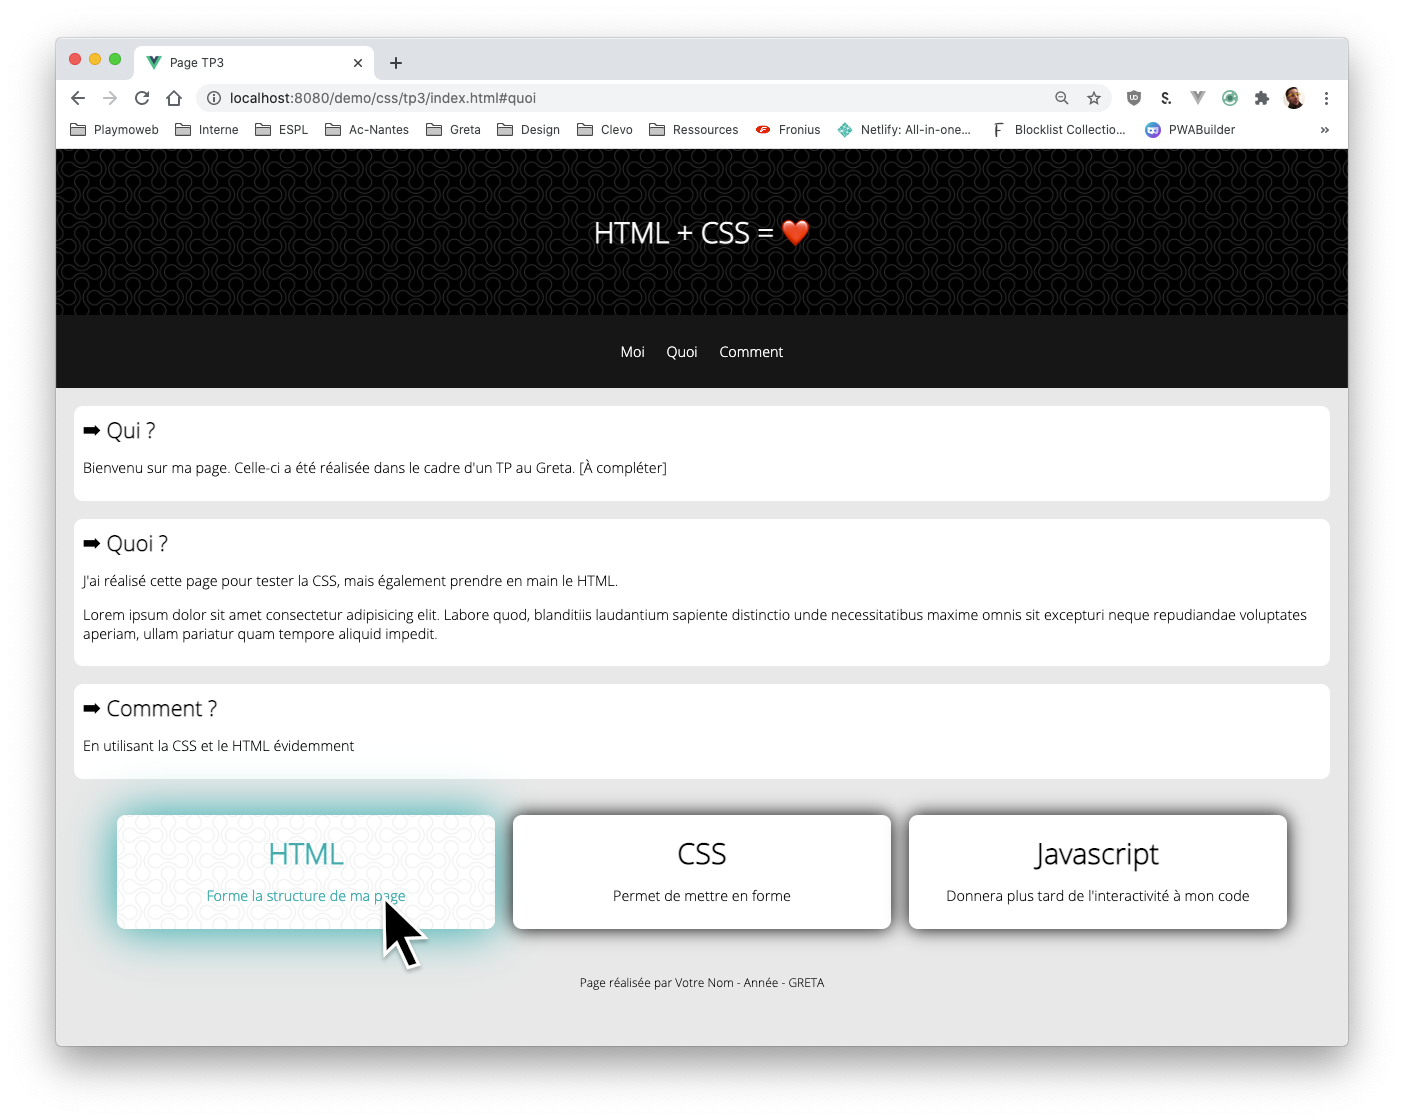 Page TP3
localhost:8080/demo/css/tp3/index.html#quoi
Playmoweb Interne ESPL Ac-Nantes Greta Design Clevo Ressources Fronius Netlify: All-in-one... Blocklist Collectio... PWABuilder »
HTML + CSS = ❤️
Moi Quoi Comment
➡ Qui ?
Bienvenu sur ma page. Celle-ci a été réalisée dans le cadre d'un TP au Greta. [À compléter]
➡ Quoi ?
J'ai réalisé cette page pour tester la CSS, mais également prendre en main le HTML.
Lorem ipsum dolor sit amet consectetur adipisicing elit. Labore quod, blanditiis laudantium sapiente distinctio unde necessitatibus maxime omnis sit excepturi neque repudiandae voluptates
aperiam, ullam pariatur quam tempore aliquid impedit.
➡ Comment ?
En utilisant la CSS et le HTML évidemment
HTML CSS Javascript
Forme la structure de ma page Permet de mettre en forme Donnera plus tard de l'interactivité à mon code
Page réalisée par Votre Nom - Année - GRETA